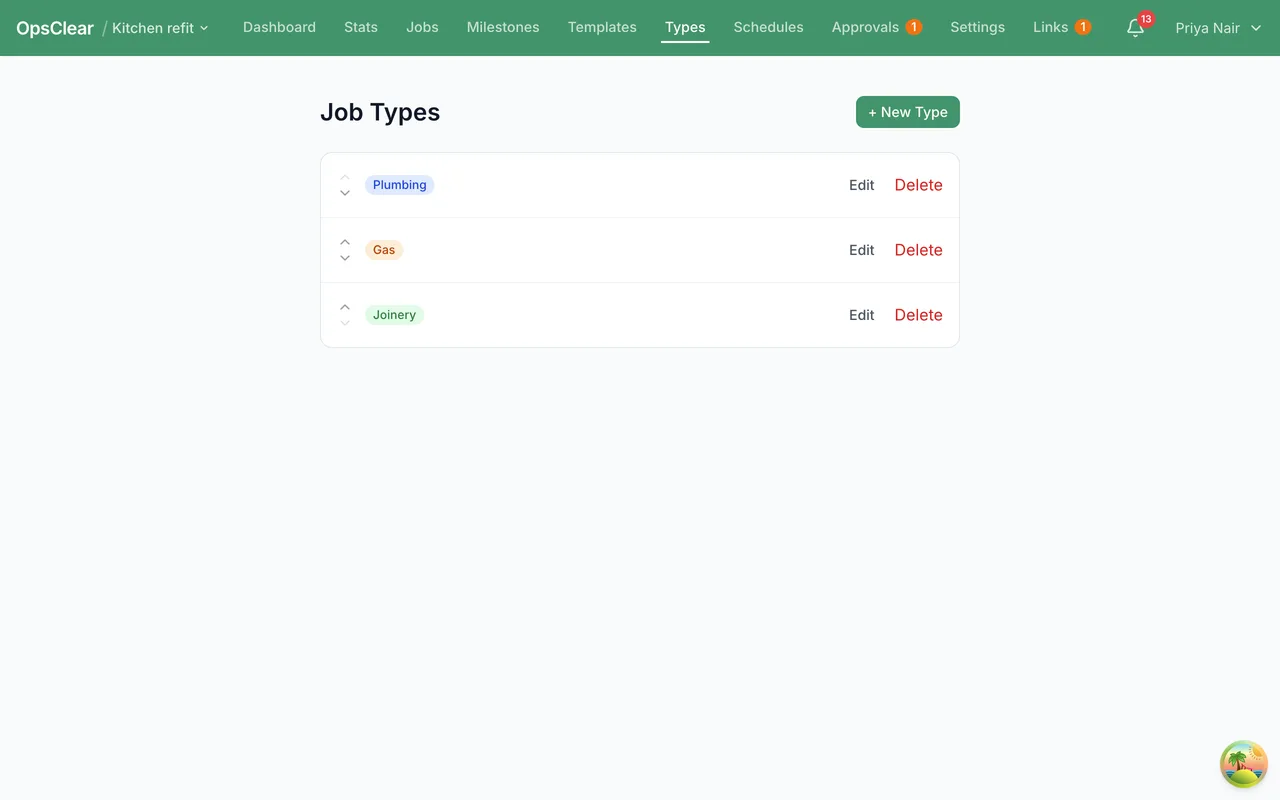 OpsClear / Kitchen refit Dashboard Stats Jobs Milestones Templates Types Schedules Approvals 1 Settings Links 1 13 Priya Nair
Job Types + New Type
Plumbing Edit Delete
Gas Edit Delete
Joinery Edit Delete